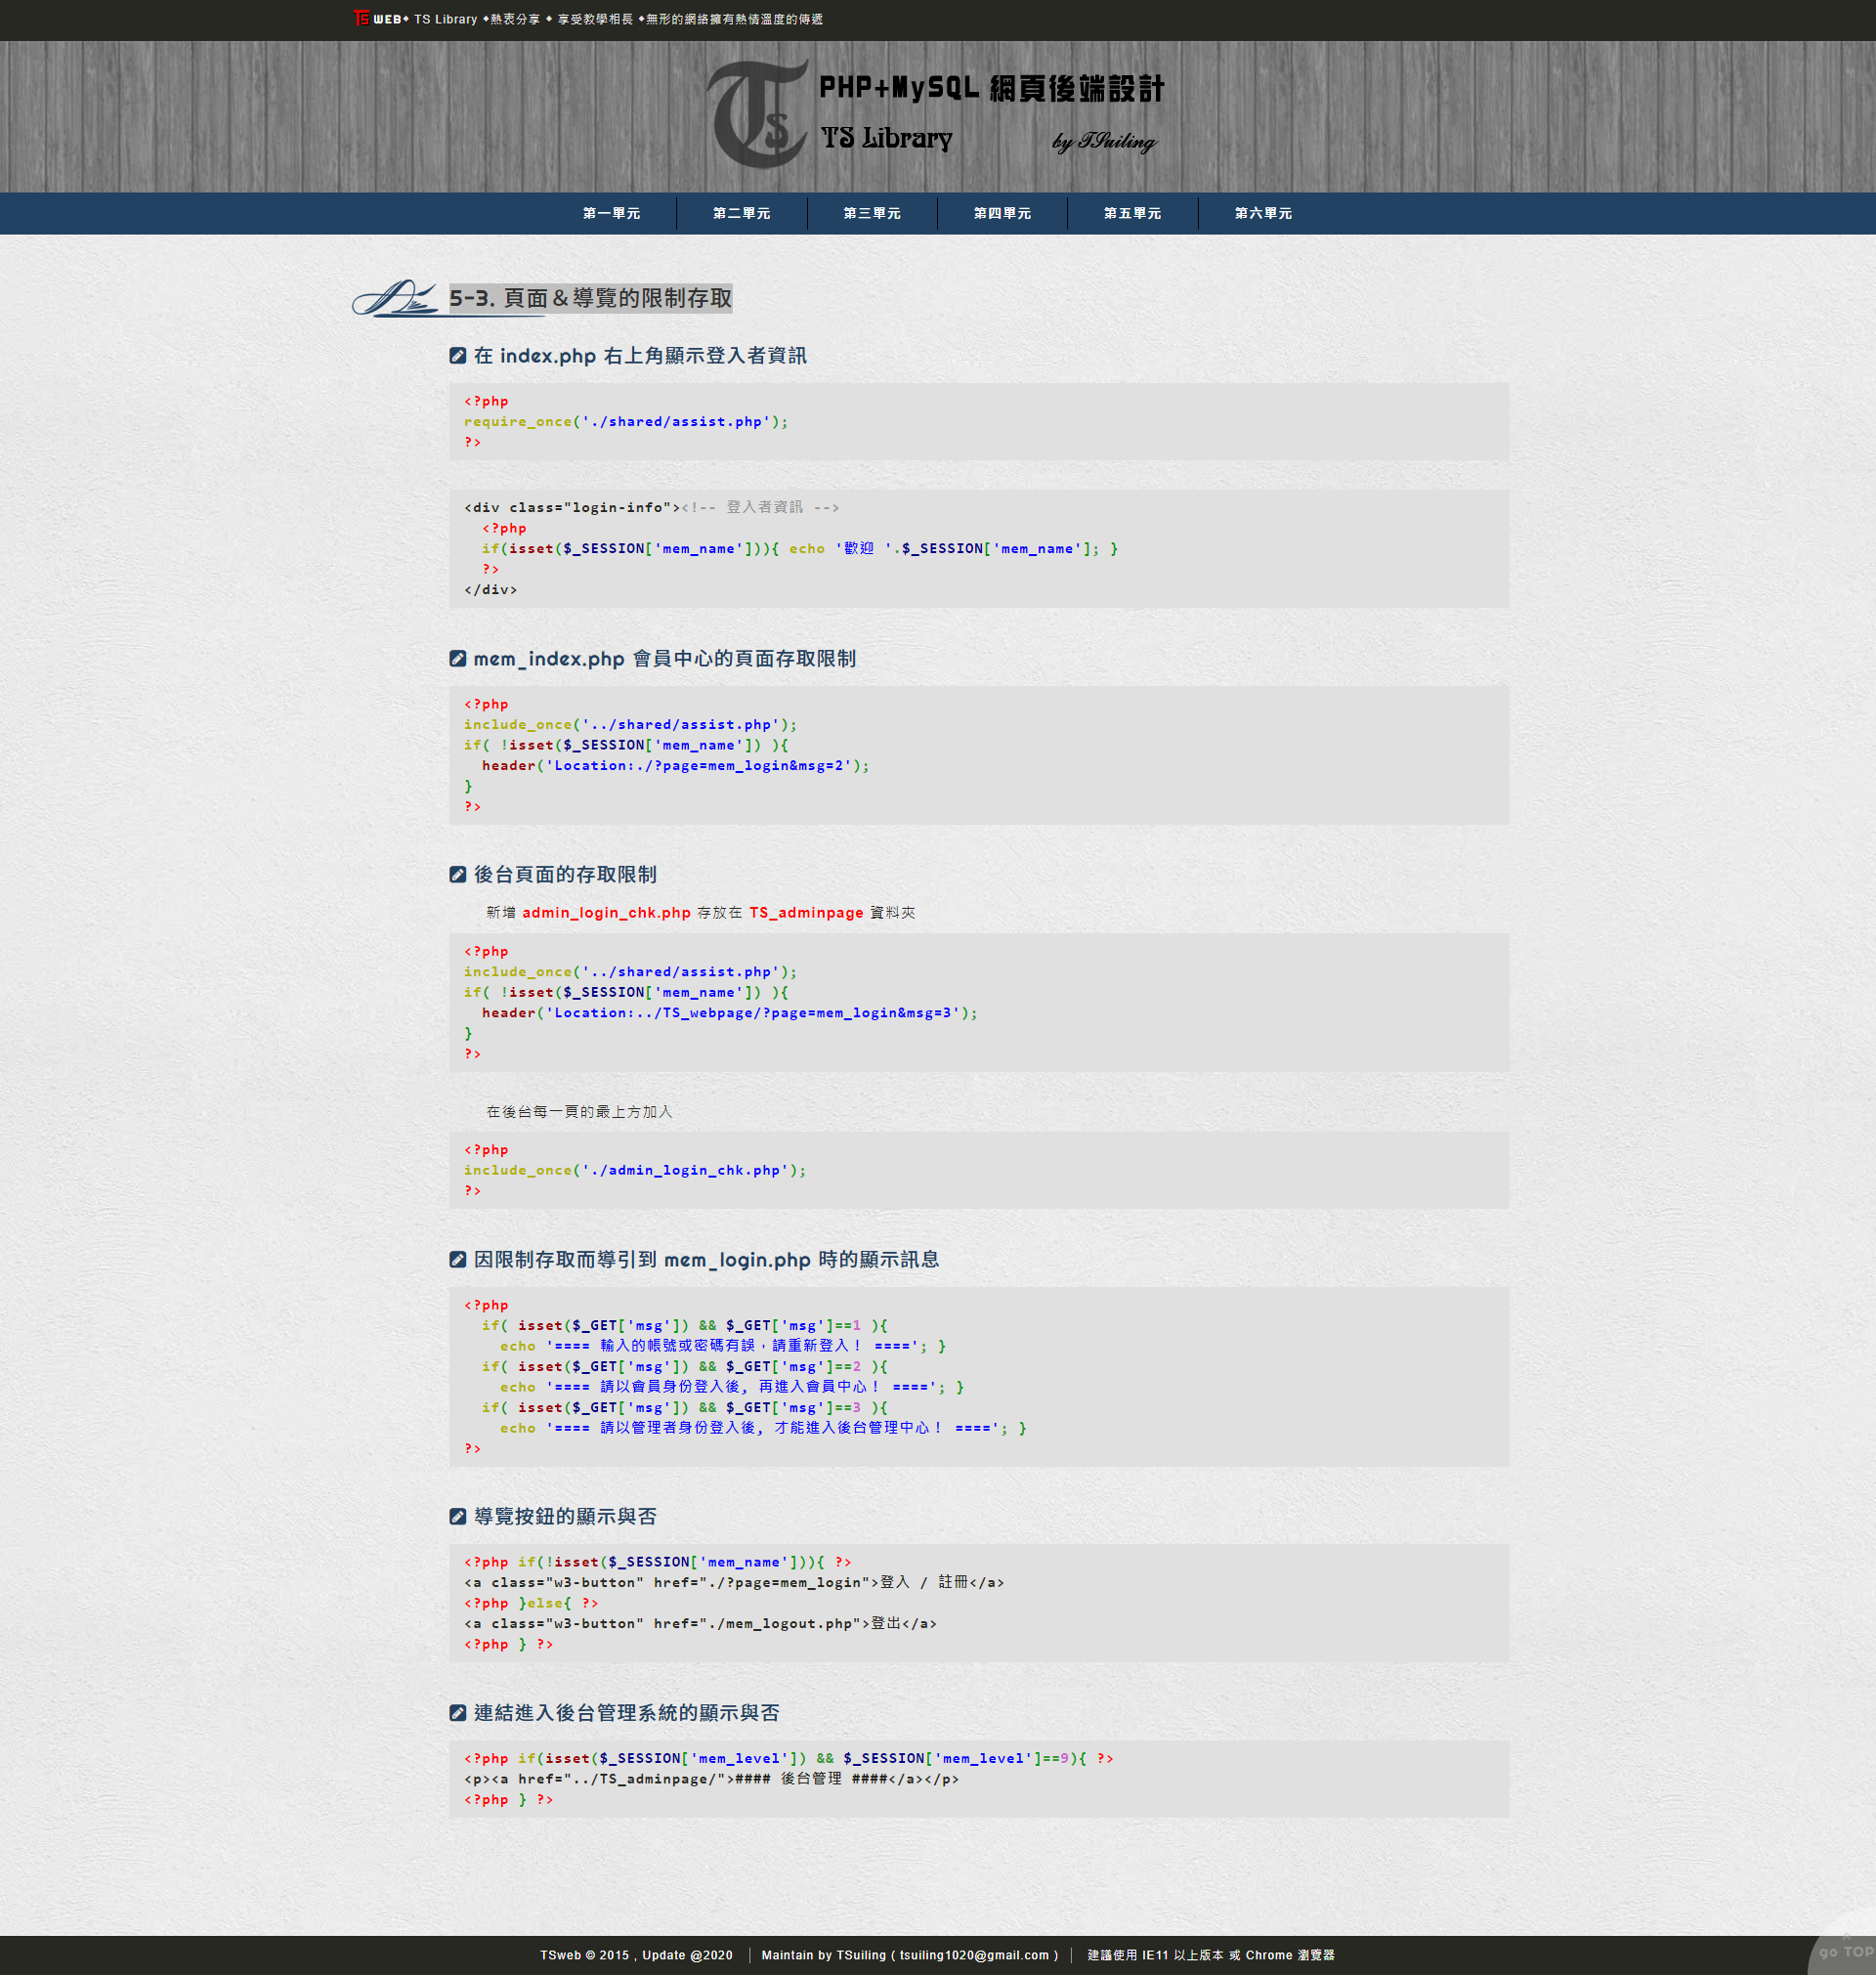 TS WEB◆ TS Library ◆熱衷分享 ◆ 享受教學相長 ◆無形的網絡擁有熱情溫度的傳遞
Ts
PHP+MySQL 網頁後端設計
TS Library by TSuiling
第一單元 第二單元 第三單元 第四單元 第五單元 第六單元
5-3. 頁面＆導覽的限制存取
在 index.php 右上角顯示登入者資訊
<?php
require_once('./shared/assist.php');
?>
<div class="login-info"><!-- 登入者資訊 -->
<?php
if(isset($_SESSION['mem_name'])){ echo '歡迎 '.$_SESSION['mem_name']; }
?>
</div>
mem_index.php 會員中心的頁面存取限制
<?php
include_once('../shared/assist.php');
if( !isset($_SESSION['mem_name']) ){
header('Location:./?page=mem_login&msg=2');
}
?>
後台頁面的存取限制
新增 admin_login_chk.php 存放在 TS_adminpage 資料夾
<?php
include_once('../shared/assist.php');
if( !isset($_SESSION['mem_name']) ){
header('Location:../TS_webpage/?page=mem_login&msg=3');
}
?>
在後台每一頁的最上方加入
<?php
include_once('./admin_login_chk.php');
?>
因限制存取而導引到 mem_login.php 時的顯示訊息
<?php
if( isset($_GET['msg']) && $_GET['msg']==1 ){
echo '==== 輸入的帳號或密碼有誤，請重新登入！ ===='; }
if( isset($_GET['msg']) && $_GET['msg']==2 ){
echo '==== 請以會員身份登入後, 再進入會員中心！ ===='; }
if( isset($_GET['msg']) && $_GET['msg']==3 ){
echo '==== 請以管理者身份登入後, 才能進入後台管理中心！ ===='; }
?>
導覽按鈕的顯示與否
<?php if(!isset($_SESSION['mem_name'])){ ?>
<a class="w3-button" href="./?page=mem_login">登入 / 註冊</a>
<?php }else{ ?>
<a class="w3-button" href="./mem_logout.php">登出</a>
<?php } ?>
連結進入後台管理系統的顯示與否
<?php if(isset($_SESSION['mem_level']) && $_SESSION['mem_level']==9){ ?>
<p><a href="../TS_adminpage/">#### 後台管理 ####</a></p>
<?php } ?>
go TOP
TSweb © 2015 , Update @2020 │ Maintain by TSuiling ( tsuiling1020@gmail.com ) │ 建議使用 IE11 以上版本 或 Chrome 瀏覽器